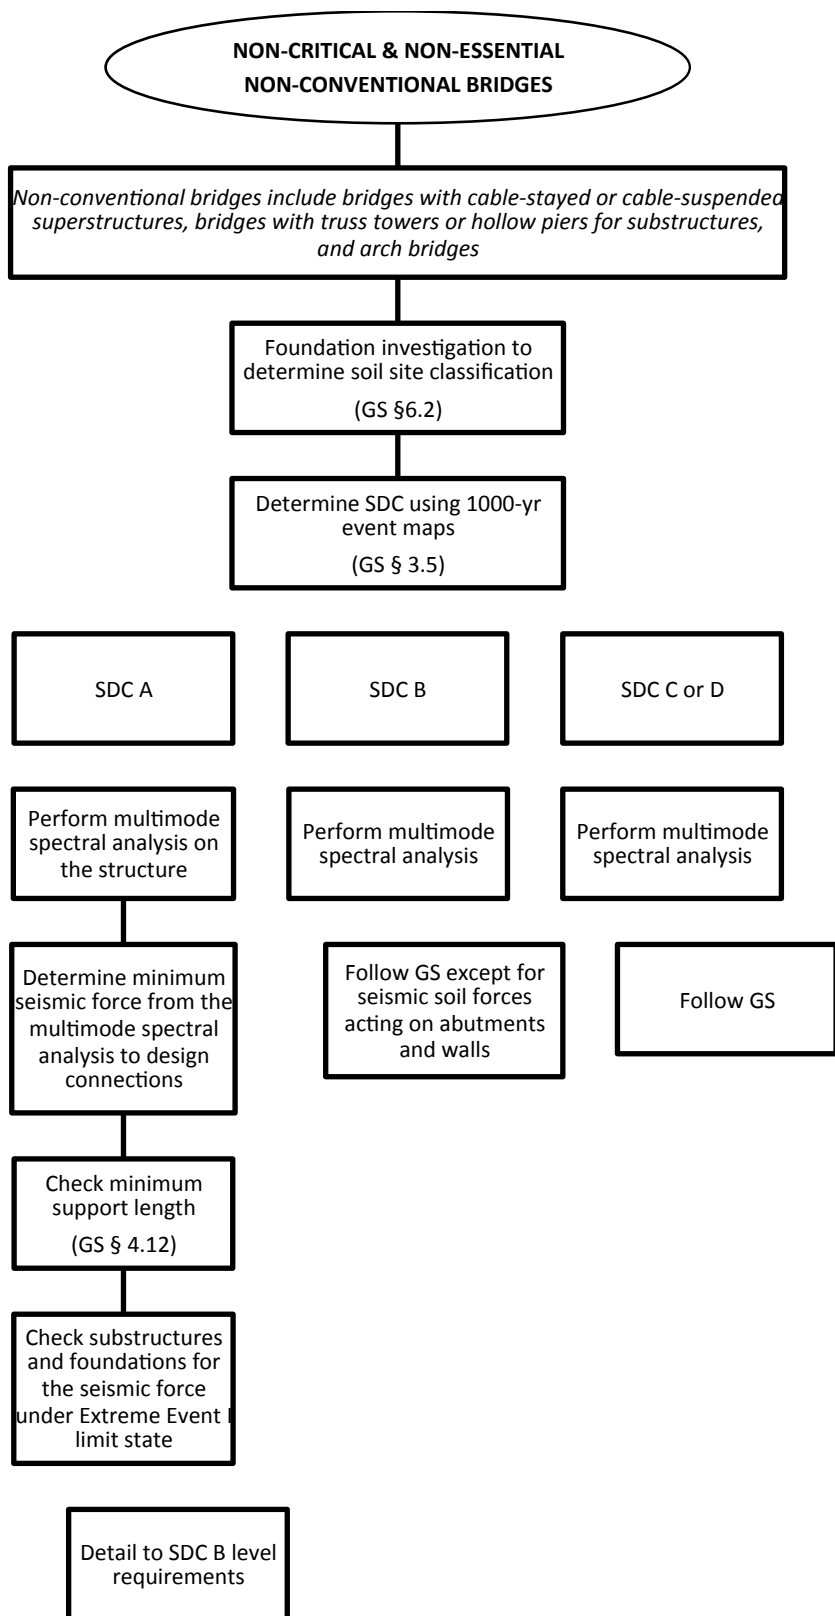 NON-CRITICAL & NON-ESSENTIAL
NON-CONVENTIONAL BRIDGES
Non-conventional bridges include bridges with cable-stayed or cable-suspended
superstructures, bridges with truss towers or hollow piers for substructures,
and arch bridges
Foundation investigation to
determine soil site classification
(GS §6.2)
Determine SDC using 1000-yr
event maps
(GS § 3.5)
SDC A
Perform multimode
spectral analysis on
the structure
Determine minimum
seismic force from the
multimode spectral
analysis to design
connections
Check minimum
support length
(GS § 4.12)
Check substructures
and foundations for
the seismic force
under Extreme Event I
limit state
Detail to SDC B level
requirements
SDC B
Perform multimode
spectral analysis
Follow GS except for
seismic soil forces
acting on abutments
and walls
SDC C or D
Perform multimode
spectral analysis
Follow GS